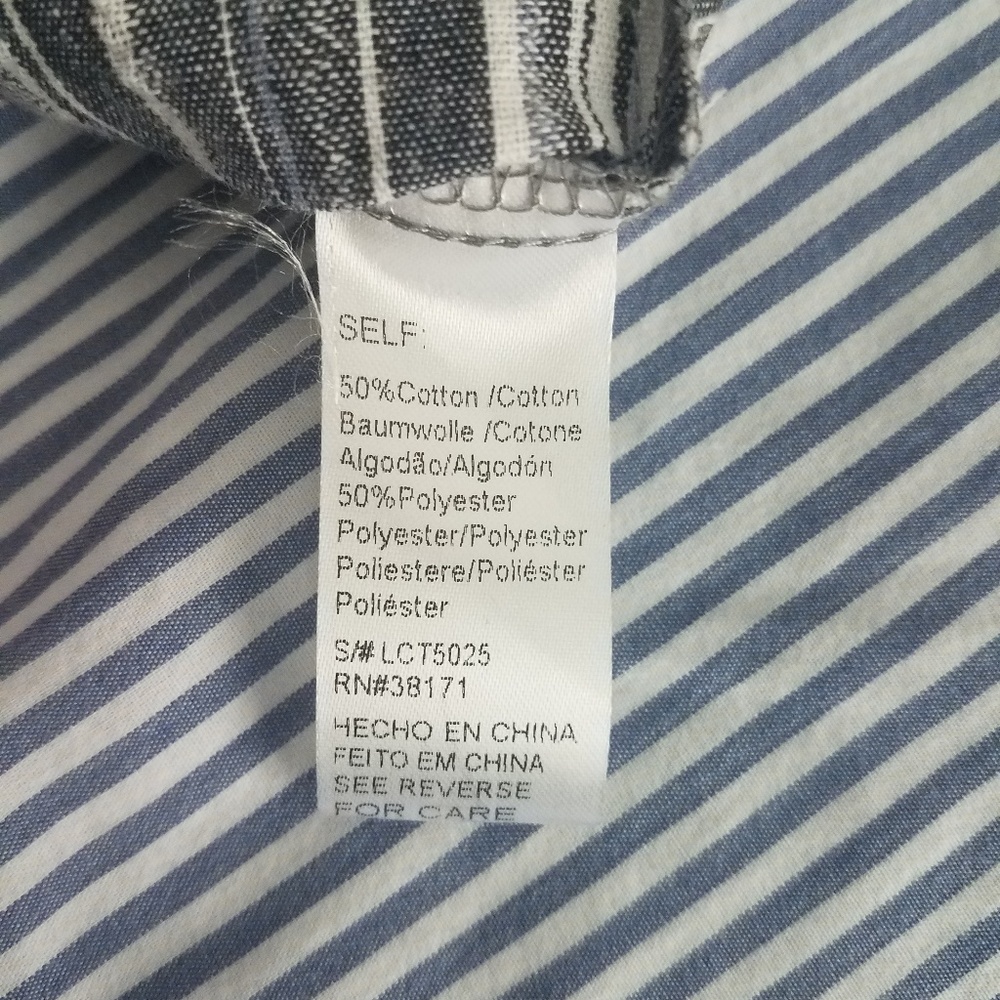 SELF:
50%Cotton /Cotton
Baumwolle /Cotone
Algodão/Algodón
50%Polyester
Polyester/Polyester
Poliestere/Poliéster
Poliéster
S/# LCT5025
RN#38171
HECHO EN CHINA
FEITO EM CHINA
SEE REVERSE
FOR CARE